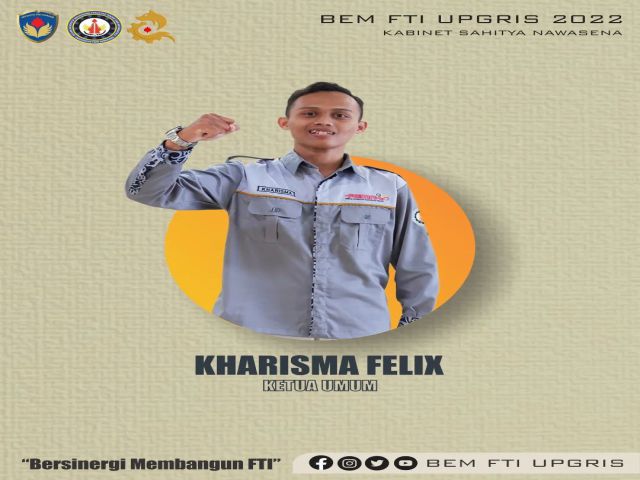 BEM FTI UPGRIS 2022
KABINET SAHITYA NAWASENA
KHARISMA
KHARISMA FELIX
KETUA UMUM
“Bersinergi Membangun FTI”
BEM FTI UPGRIS